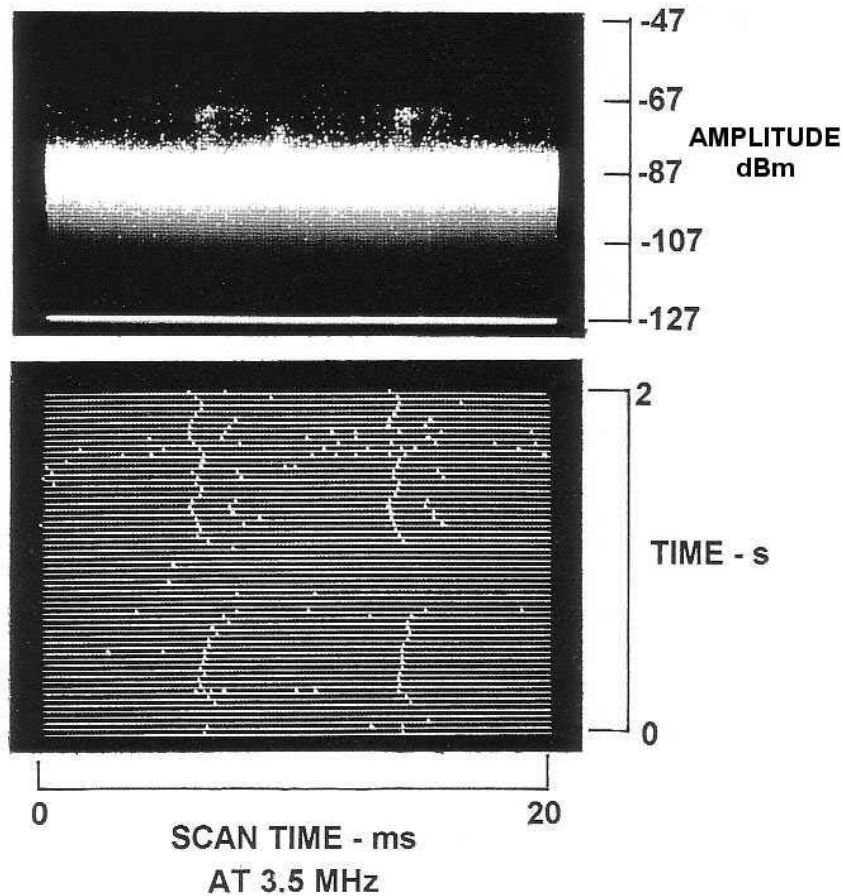 -47
-67
AMPLITUDE
dBm
-87
-107
-127
2
TIME - s
0
0
20
SCAN TIME - ms
AT 3.5 MHz